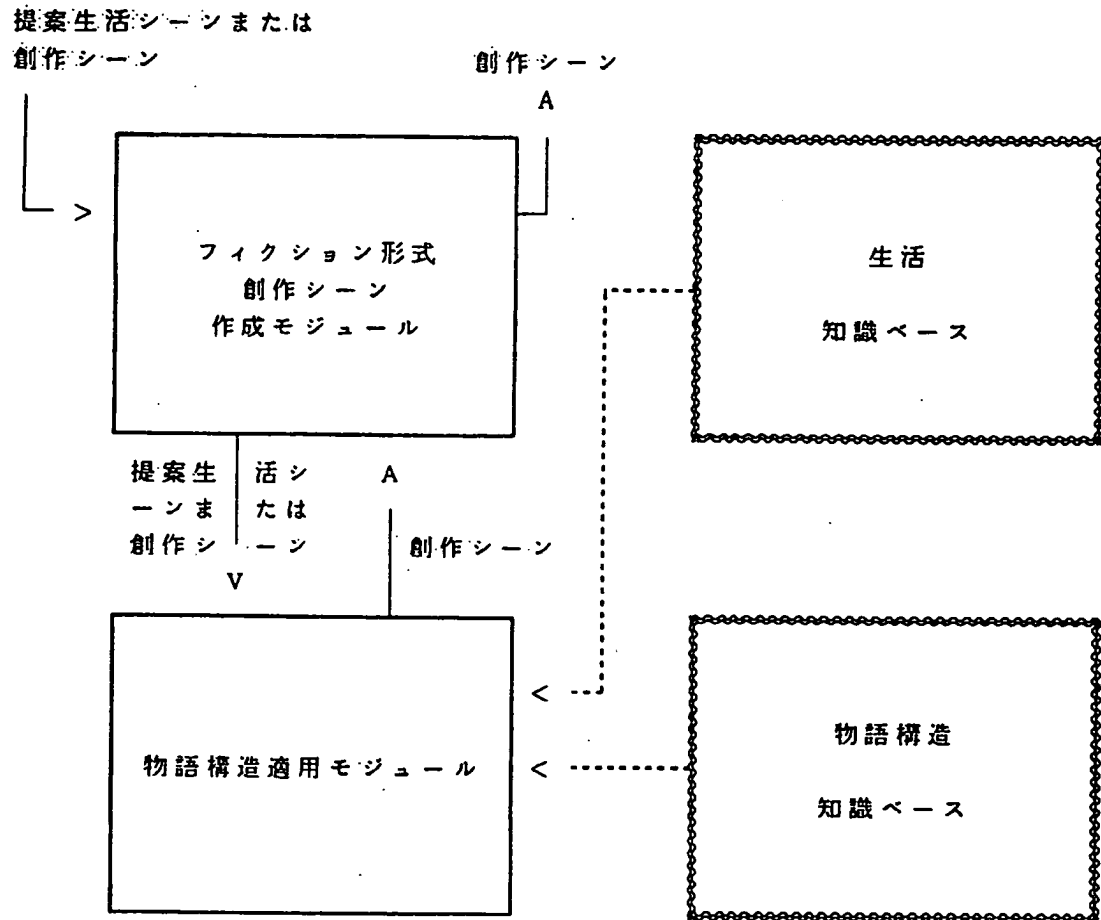 提案生活シーンまたは
創作シーン
創作シーン
A
>
フィクション形式
創作シーン
作成モジュール
生活
知識ベース
提案生活シ
ーンまたは
創作シーン
V
A
創作シーン
<
<
物語構造適用モジュール
物語構造
知識ベース